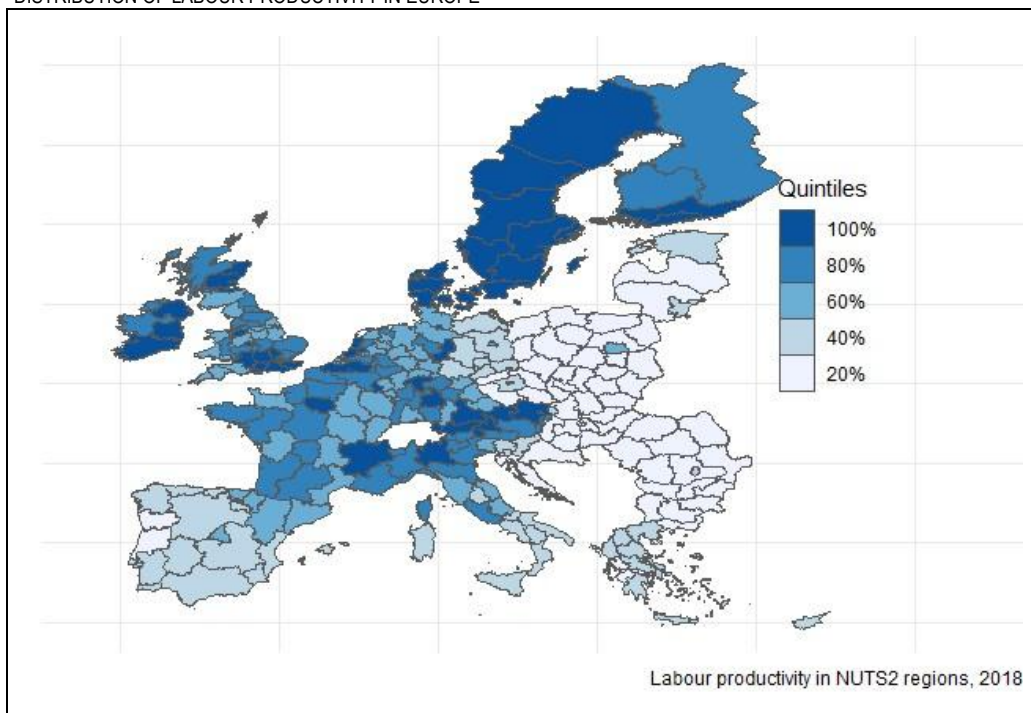 DISTRIBUTION OF LABOUR PRODUCTIVITY IN EUROPE
Quintiles
100%
80%
60%
40%
20%
Labour productivity in NUTS2 regions, 2018